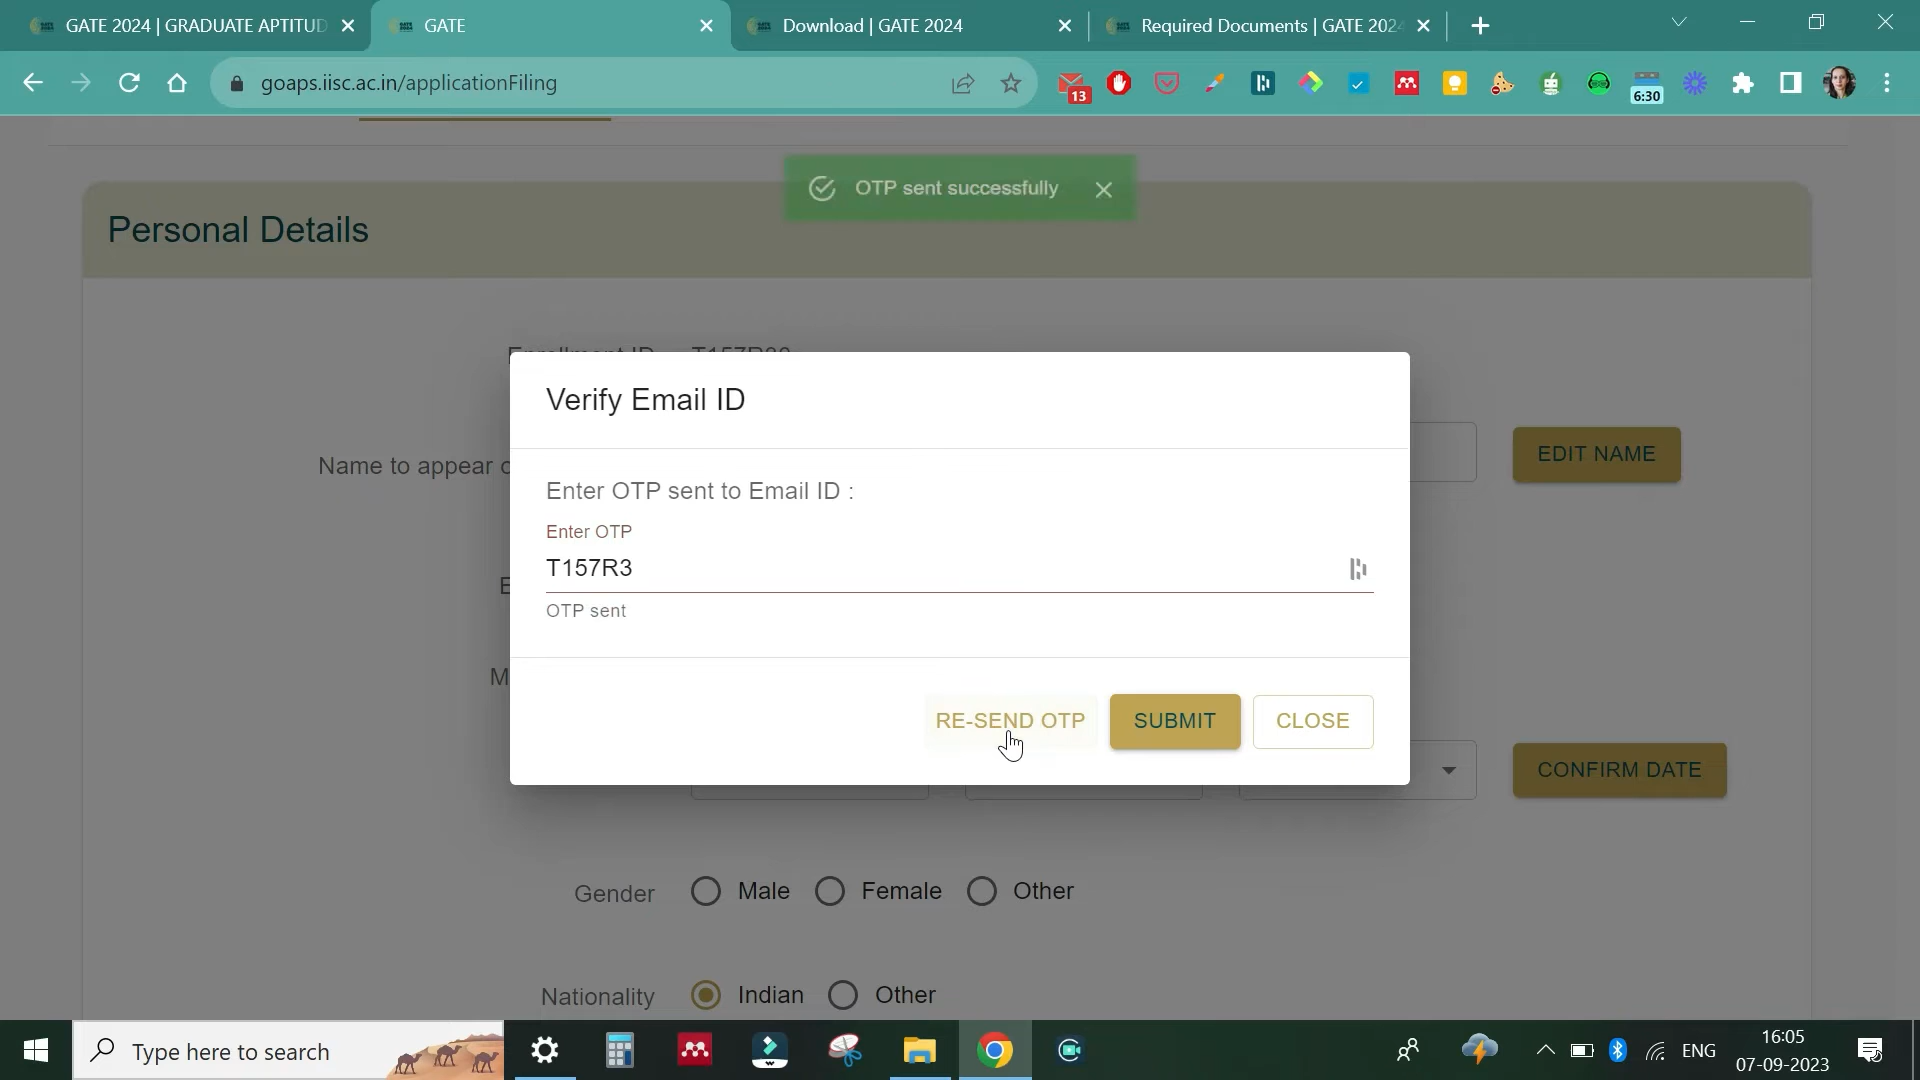 GATE 2024 | GRADUATE APTITUD
GATE
Download | GATE 2024
Required Documents | GATE 2024
goaps.iisc.ac.in/applicationFiling
13
6:30
OTP sent successfully
Personal Details
Enrollment ID
Name to appear o
EDIT NAME
Verify Email ID
Enter OTP sent to Email ID :
Enter OTP
T157R3
OTP sent
E
M
RE-SEND OTP
SUBMIT
CLOSE
CONFIRM DATE
Gender
Male
Female
Other
Nationality
Indian
Other
Type here to search
ENG
16:05
07-09-2023